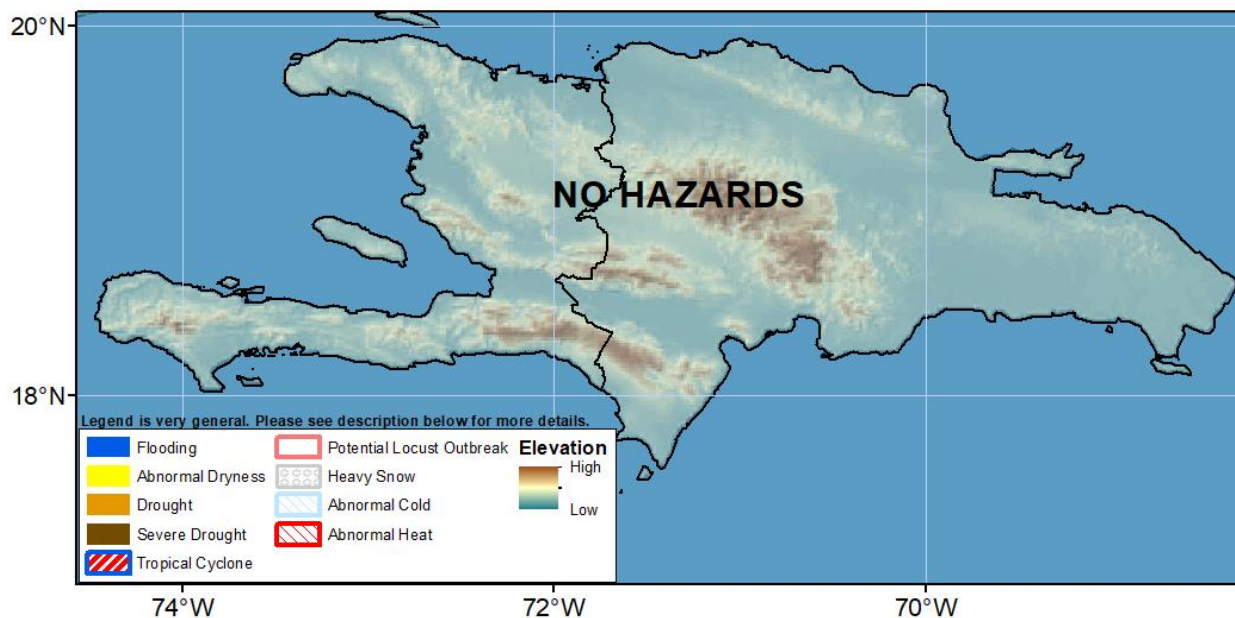 20°N
NO HAZARDS
18°N
Legend is very general. Please see description below for more details.
Flooding
Abnormal Dryness
Drought
Severe Drought
Tropical Cyclone
Potential Locust Outbreak
Heavy Snow
Abnormal Cold
Abnormal Heat
Elevation
High
Low
74°W
72°W
70°W